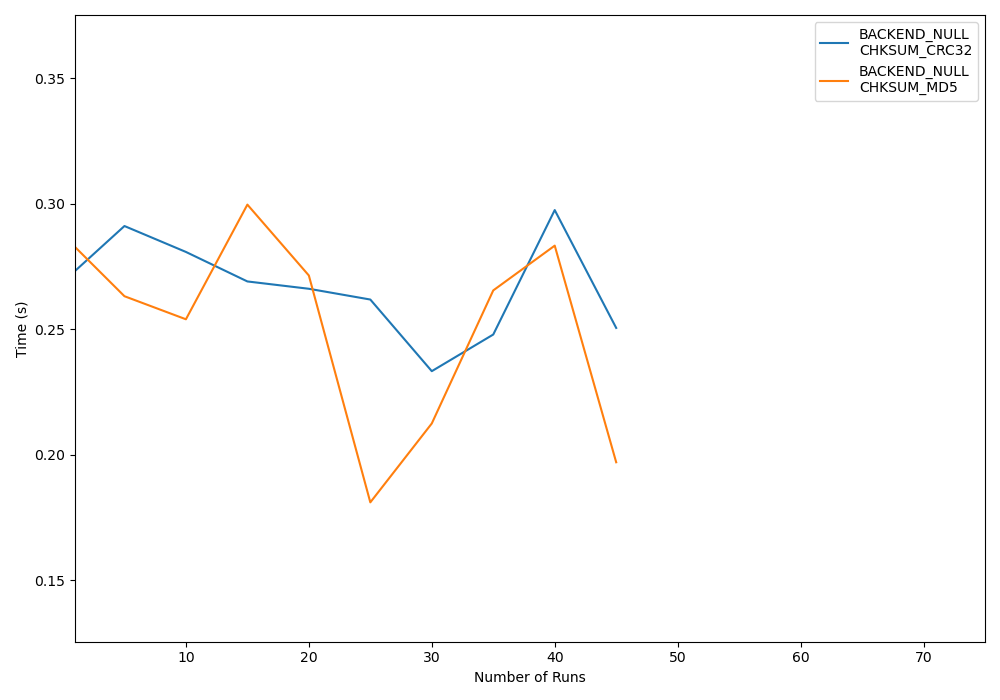 BACKEND_NULL
CHKSUM_CRC32
BACKEND_NULL
CHKSUM_MD5
0.35
0.30
0.25
0.20
0.15
Time (s)
10 20 30 40 50 60 70
Number of Runs